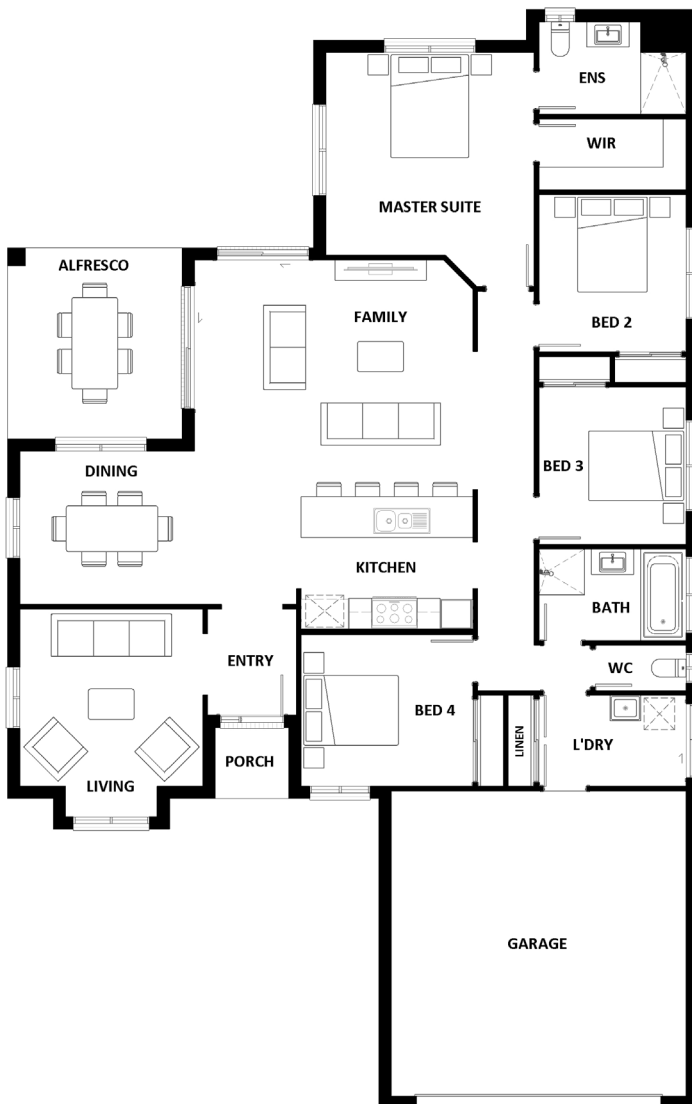 ENS
WIR
MASTER SUITE
ALFRESCO
FAMILY
BED 2
DINING
BED 3
KITCHEN
BATH
ENTRY
WC
BED 4
LINEN
L'DRY
PORCH
LIVING
GARAGE